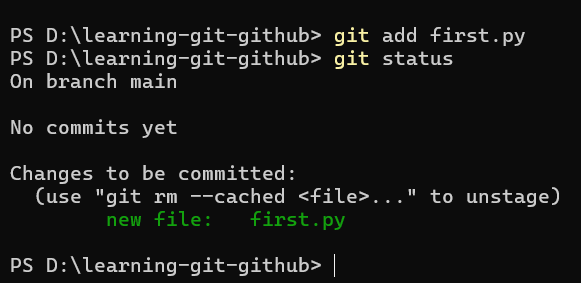 PS D:\learning-git-github> git add first.py
PS D:\learning-git-github> git status
On branch main
No commits yet
Changes to be committed:
  (use "git rm --cached <file>..." to unstage)
        new file:   first.py
PS D:\learning-git-github>